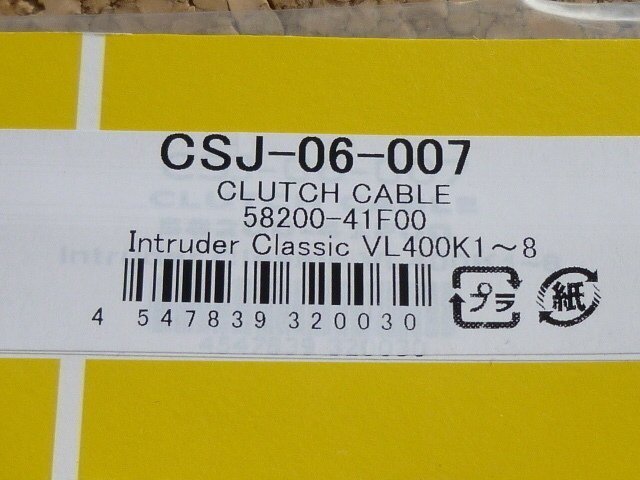 CSJ-06-007
CLUTCH CABLE
58200-41F00
Intruder Classic VL400K1～8
プラ 紙
4 547839 320030